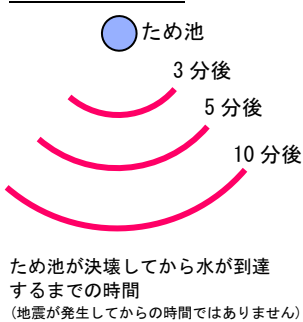 ため池
3分後
5分後
10分後
ため池が決壊してから水が到達
するまでの時間
(地震が発生してからの時間ではありません)